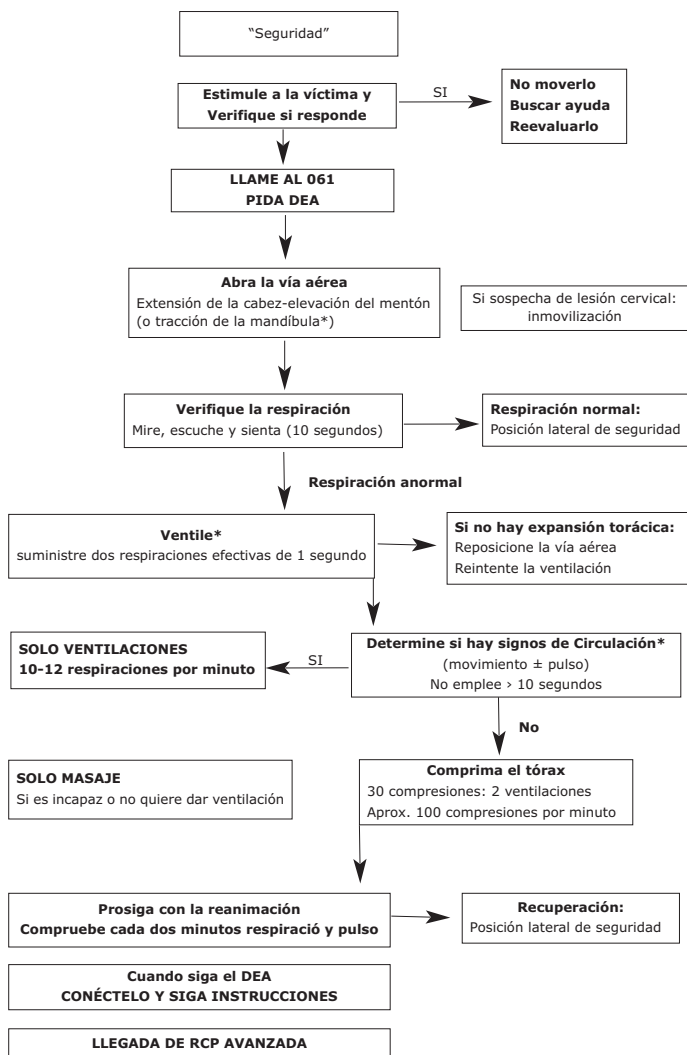 “Seguridad”
Estimule a la víctima y
Verifique si responde
SI
No moverlo
Buscar ayuda
Reevaluarlo
LLAME AL 061
PIDA DEA
Abra la vía aérea
Extensión de la cabez-elevación del mentón
(o tracción de la mandíbula*)
Si sospecha de lesión cervical:
inmovilización
Verifique la respiración
Mire, escuche y sienta (10 segundos)
Respiración normal:
Posición lateral de seguridad
Respiración anormal
Ventile*
suministre dos respiraciones efectivas de 1 segundo
Si no hay expansión torácica:
Reposicione la vía aérea
Reintente la ventilación
SOLO VENTILACIONES
10-12 respiraciones por minuto
SI
Determine si hay signos de Circulación*
(movimiento ± pulso)
No emplee › 10 segundos
No
SOLO MASAJE
Si es incapaz o no quiere dar ventilación
Comprima el tórax
30 compresiones: 2 ventilaciones
Aprox. 100 compresiones por minuto
Prosiga con la reanimación
Compruebe cada dos minutos respiració y pulso
Recuperación:
Posición lateral de seguridad
Cuando siga el DEA
CONÉCTELO Y SIGA INSTRUCCIONES
LLEGADA DE RCP AVANZADA